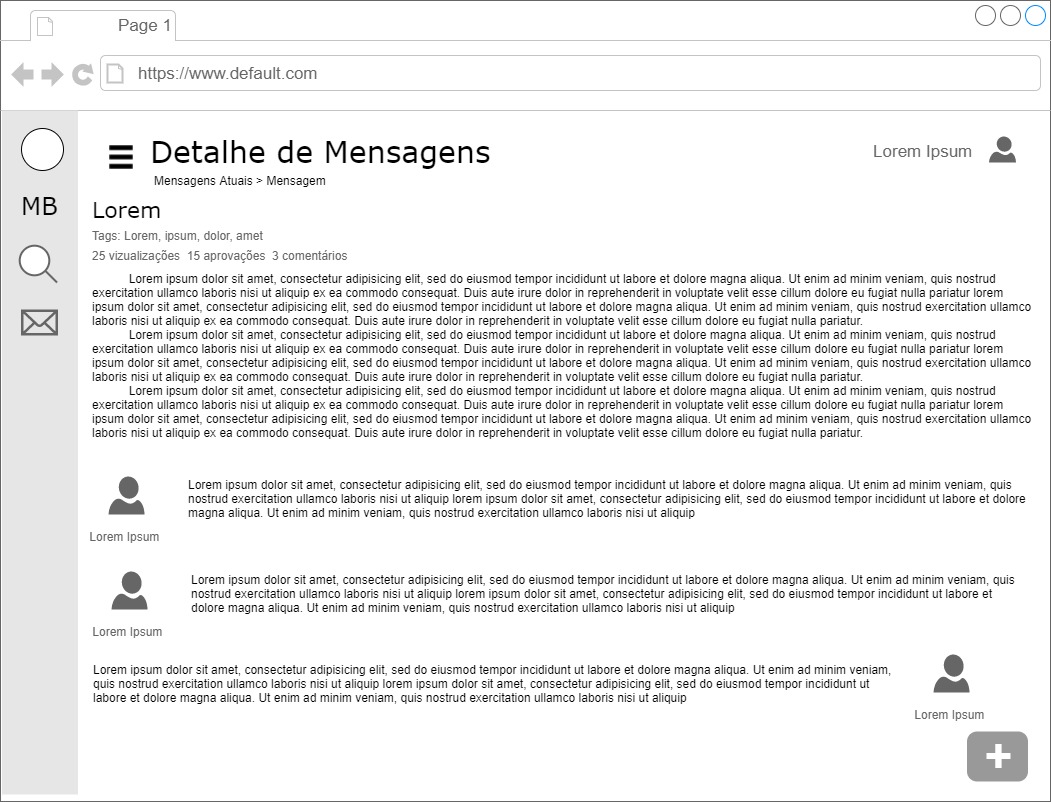 Page 1
https://www.default.com
Detalhe de Mensagens
Lorem Ipsum
Mensagens Atuais > Mensagem
MB
Lorem
Tags: Lorem, ipsum, dolor, amet
25 vizualizações  15 aprovações  3 comentários
Lorem ipsum dolor sit amet, consectetur adipisicing elit, sed do eiusmod tempor incididunt ut labore et dolore magna aliqua. Ut enim ad minim veniam, quis nostrud
exercitation ullamco laboris nisi ut aliquip ex ea commodo consequat. Duis aute irure dolor in reprehenderit in voluptate velit esse cillum dolore eu fugiat nulla pariatur lorem
ipsum dolor sit amet, consectetur adipisicing elit, sed do eiusmod tempor incididunt ut labore et dolore magna aliqua. Ut enim ad minim veniam, quis nostrud exercitation ullamco
laboris nisi ut aliquip ex ea commodo consequat. Duis aute irure dolor in reprehenderit in voluptate velit esse cillum dolore eu fugiat nulla pariatur.
Lorem ipsum dolor sit amet, consectetur adipisicing elit, sed do eiusmod tempor incididunt ut labore et dolore magna aliqua. Ut enim ad minim veniam, quis nostrud
exercitation ullamco laboris nisi ut aliquip ex ea commodo consequat. Duis aute irure dolor in reprehenderit in voluptate velit esse cillum dolore eu fugiat nulla pariatur lorem
ipsum dolor sit amet, consectetur adipisicing elit, sed do eiusmod tempor incididunt ut labore et dolore magna aliqua. Ut enim ad minim veniam, quis nostrud exercitation ullamco
laboris nisi ut aliquip ex ea commodo consequat. Duis aute irure dolor in reprehenderit in voluptate velit esse cillum dolore eu fugiat nulla pariatur.
Lorem ipsum dolor sit amet, consectetur adipisicing elit, sed do eiusmod tempor incididunt ut labore et dolore magna aliqua. Ut enim ad minim veniam, quis nostrud
exercitation ullamco laboris nisi ut aliquip ex ea commodo consequat. Duis aute irure dolor in reprehenderit in voluptate velit esse cillum dolore eu fugiat nulla pariatur lorem
ipsum dolor sit amet, consectetur adipisicing elit, sed do eiusmod tempor incididunt ut labore et dolore magna aliqua. Ut enim ad minim veniam, quis nostrud exercitation ullamco
laboris nisi ut aliquip ex ea commodo consequat. Duis aute irure dolor in reprehenderit in voluptate velit esse cillum dolore eu fugiat nulla pariatur.
Lorem ipsum dolor sit amet, consectetur adipisicing elit, sed do eiusmod tempor incididunt ut labore et dolore magna aliqua. Ut enim ad minim veniam, quis
nostrud exercitation ullamco laboris nisi ut aliquip lorem ipsum dolor sit amet, consectetur adipisicing elit, sed do eiusmod tempor incididunt ut labore et dolore
magna aliqua. Ut enim ad minim veniam, quis nostrud exercitation ullamco laboris nisi ut aliquip
Lorem Ipsum
Lorem ipsum dolor sit amet, consectetur adipisicing elit, sed do eiusmod tempor incididunt ut labore et dolore magna aliqua. Ut enim ad minim veniam, quis
nostrud exercitation ullamco laboris nisi ut aliquip lorem ipsum dolor sit amet, consectetur adipisicing elit, sed do eiusmod tempor incididunt ut labore et
dolore magna aliqua. Ut enim ad minim veniam, quis nostrud exercitation ullamco laboris nisi ut aliquip
Lorem Ipsum
Lorem ipsum dolor sit amet, consectetur adipisicing elit, sed do eiusmod tempor incididunt ut labore et dolore magna aliqua. Ut enim ad minim veniam,
quis nostrud exercitation ullamco laboris nisi ut aliquip lorem ipsum dolor sit amet, consectetur adipisicing elit, sed do eiusmod tempor incididunt ut
labore et dolore magna aliqua. Ut enim ad minim veniam, quis nostrud exercitation ullamco laboris nisi ut aliquip
Lorem Ipsum